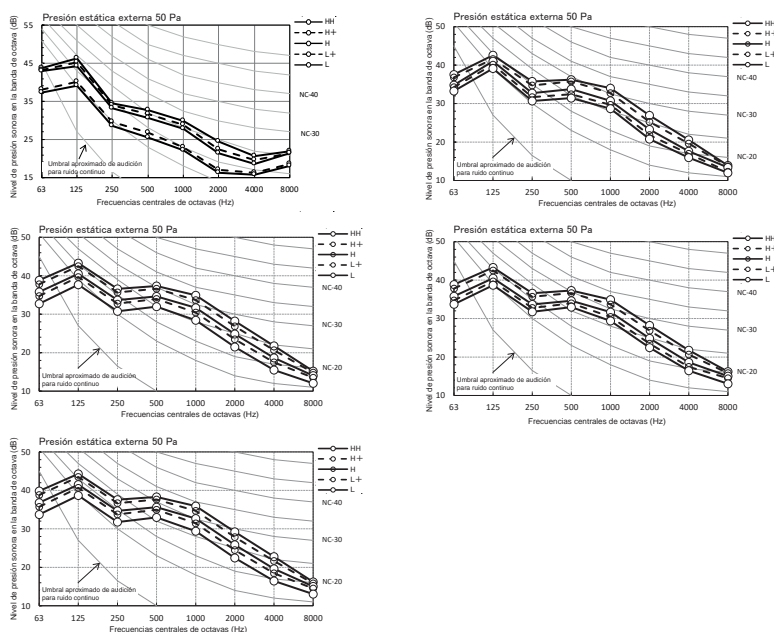 Presión estática externa 50 Pa
Nivel de presión sonora en la banda de octava (dB)
55
45
35
25
15
HH
H+
H
L+
L
NC-40
NC-30
Umbral aproximado de audición
para ruido continuo
63 125 250 500 1000 2000 4000 8000
Frecuencias centrales de octavas (Hz)
Presión estática externa 50 Pa
Nivel de presión sonora en la banda de octava (dB)
50
40
30
20
10
HH
H+
H
L+
L
NC-40
NC-30
NC-20
Umbral aproximado de audición
para ruido continuo
63 125 250 500 1000 2000 4000 8000
Frecuencias centrales de octavas (Hz)
Presión estática externa 50 Pa
Nivel de presión sonora en la banda de octava (dB)
50
40
30
20
10
HH
H+
H
L+
L
NC-40
NC-30
NC-20
Umbral aproximado de audición
para ruido continuo
63 125 250 500 1000 2000 4000 8000
Frecuencias centrales de octavas (Hz)
Presión estática externa 50 Pa
Nivel de presión sonora en la banda de octava (dB)
50
40
30
20
10
HH
H+
H
L+
L
NC-40
NC-30
NC-20
Umbral aproximado de audición
para ruido continuo
63 125 250 500 1000 2000 4000 8000
Frecuencias centrales de octavas (Hz)
Presión estática externa 50 Pa
Nivel de presión sonora en la banda de octava (dB)
50
40
30
20
10
HH
H+
H
L+
L
NC-40
NC-30
NC-20
Umbral aproximado de audición
para ruido continuo
63 125 250 500 1000 2000 4000 8000
Frecuencias centrales de octavas (Hz)